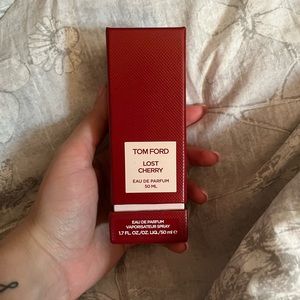 TOM FORD
LOST
CHERRY
EAU DE PARFUM
50 ML
EAU DE PARFUM
VAPORISATEUR SPRAY
1.7 FL. OZ./OZ. LIQ./50 ml ℮